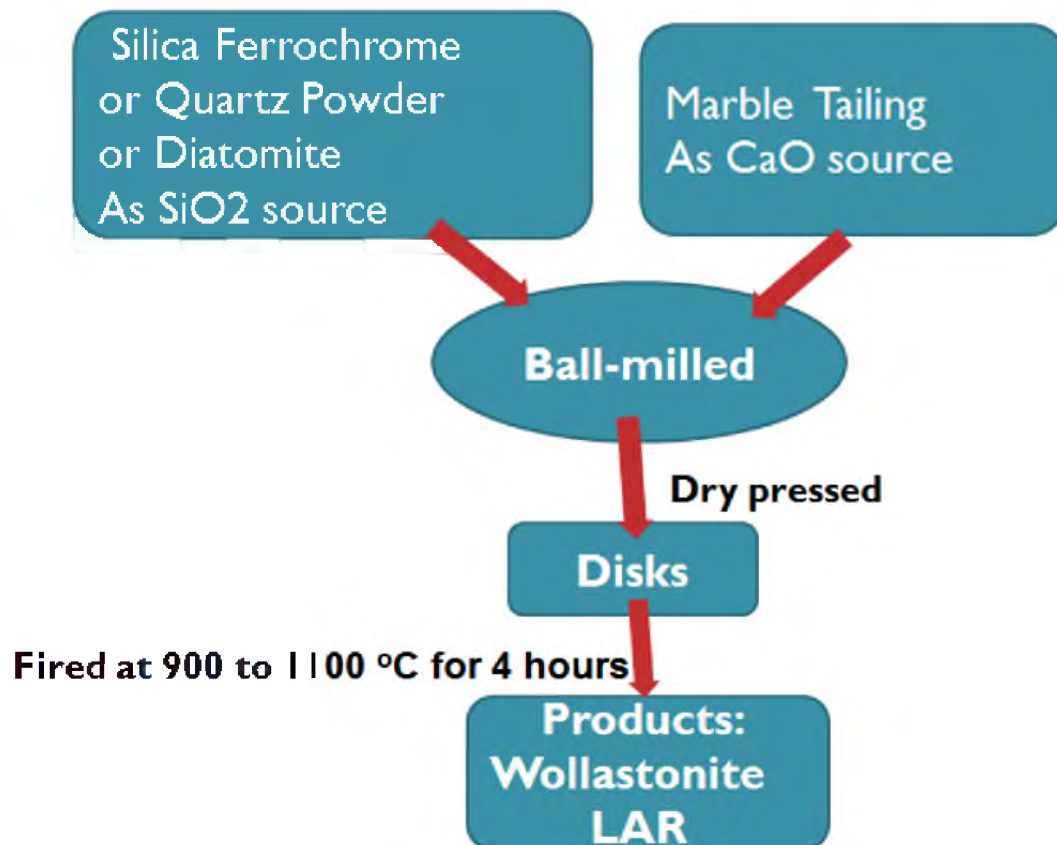 Silica Ferrochrome
or Quartz Powder
or Diatomite
As SiO2 source
Marble Tailing
As CaO source
Ball-milled
Dry pressed
Disks
Fired at 900 to 1100 ºC for 4 hours
Products:
Wollastonite
LAR